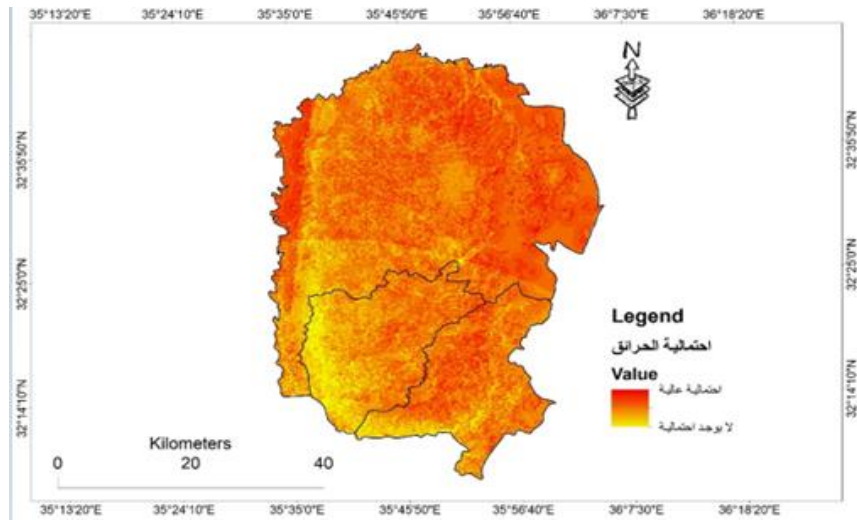 35°13'20"E 35°24'10"E 35°35'0"E 35°45'50"E 35°56'40"E 36°7'30"E 36°18'20"E
N
32°35'50"N 32°35'50"N
32°25'0"N 32°25'0"N
32°14'10"N 32°14'10"N
Legend
احتمالية الحرائق
Value
احتمالية عالية
لا يوجد احتمالية
Kilometers
0 20 40
35°13'20"E 35°24'10"E 35°35'0"E 35°45'50"E 35°56'40"E 36°7'30"E 36°18'20"E